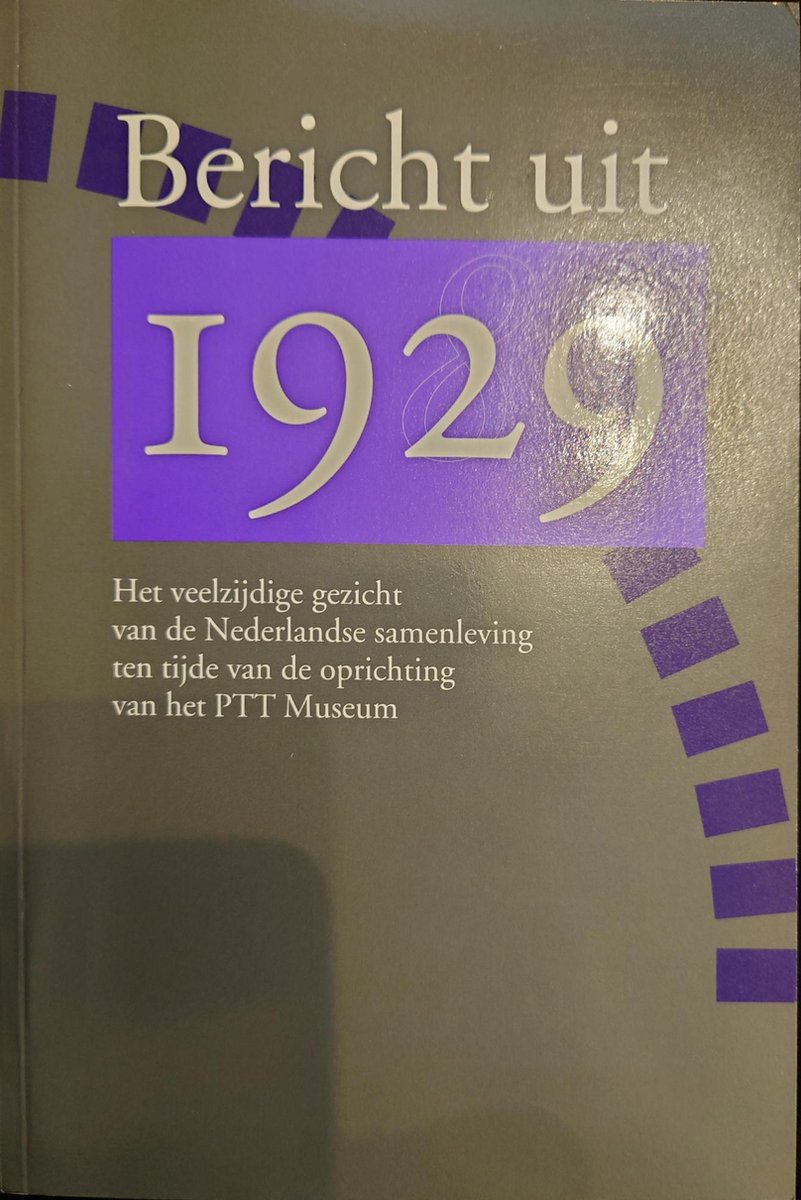 Bericht uit
1929
8
Het veelzijdige gezicht
van de Nederlandse samenleving
ten tijde van de oprichting
van het PTT Museum